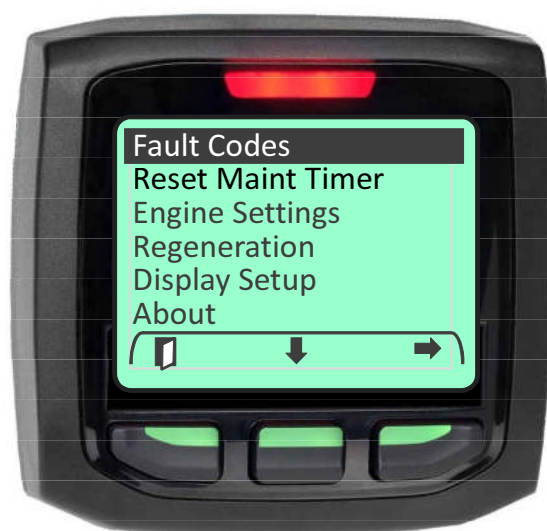 Fault Codes
Reset Maint Timer
Engine Settings
Regeneration
Display Setup
About